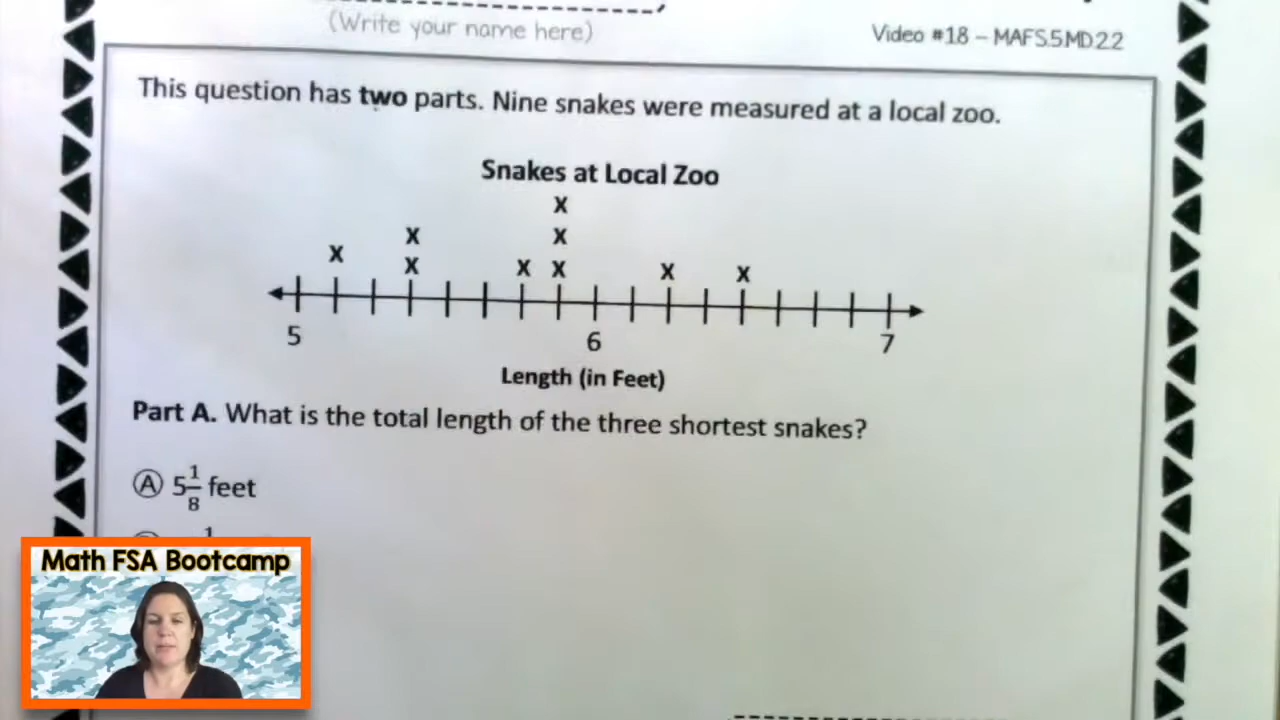 (Write your name here)
Video #18 – MAFS.5.MD.2.2
This question has two parts. Nine snakes were measured at a local zoo.
Snakes at Local Zoo
X
X X
X X X X X X
5 6 7
Length (in Feet)
Part A. What is the total length of the three shortest snakes?
Ⓐ 5 1/8 feet
Math FSA Bootcamp